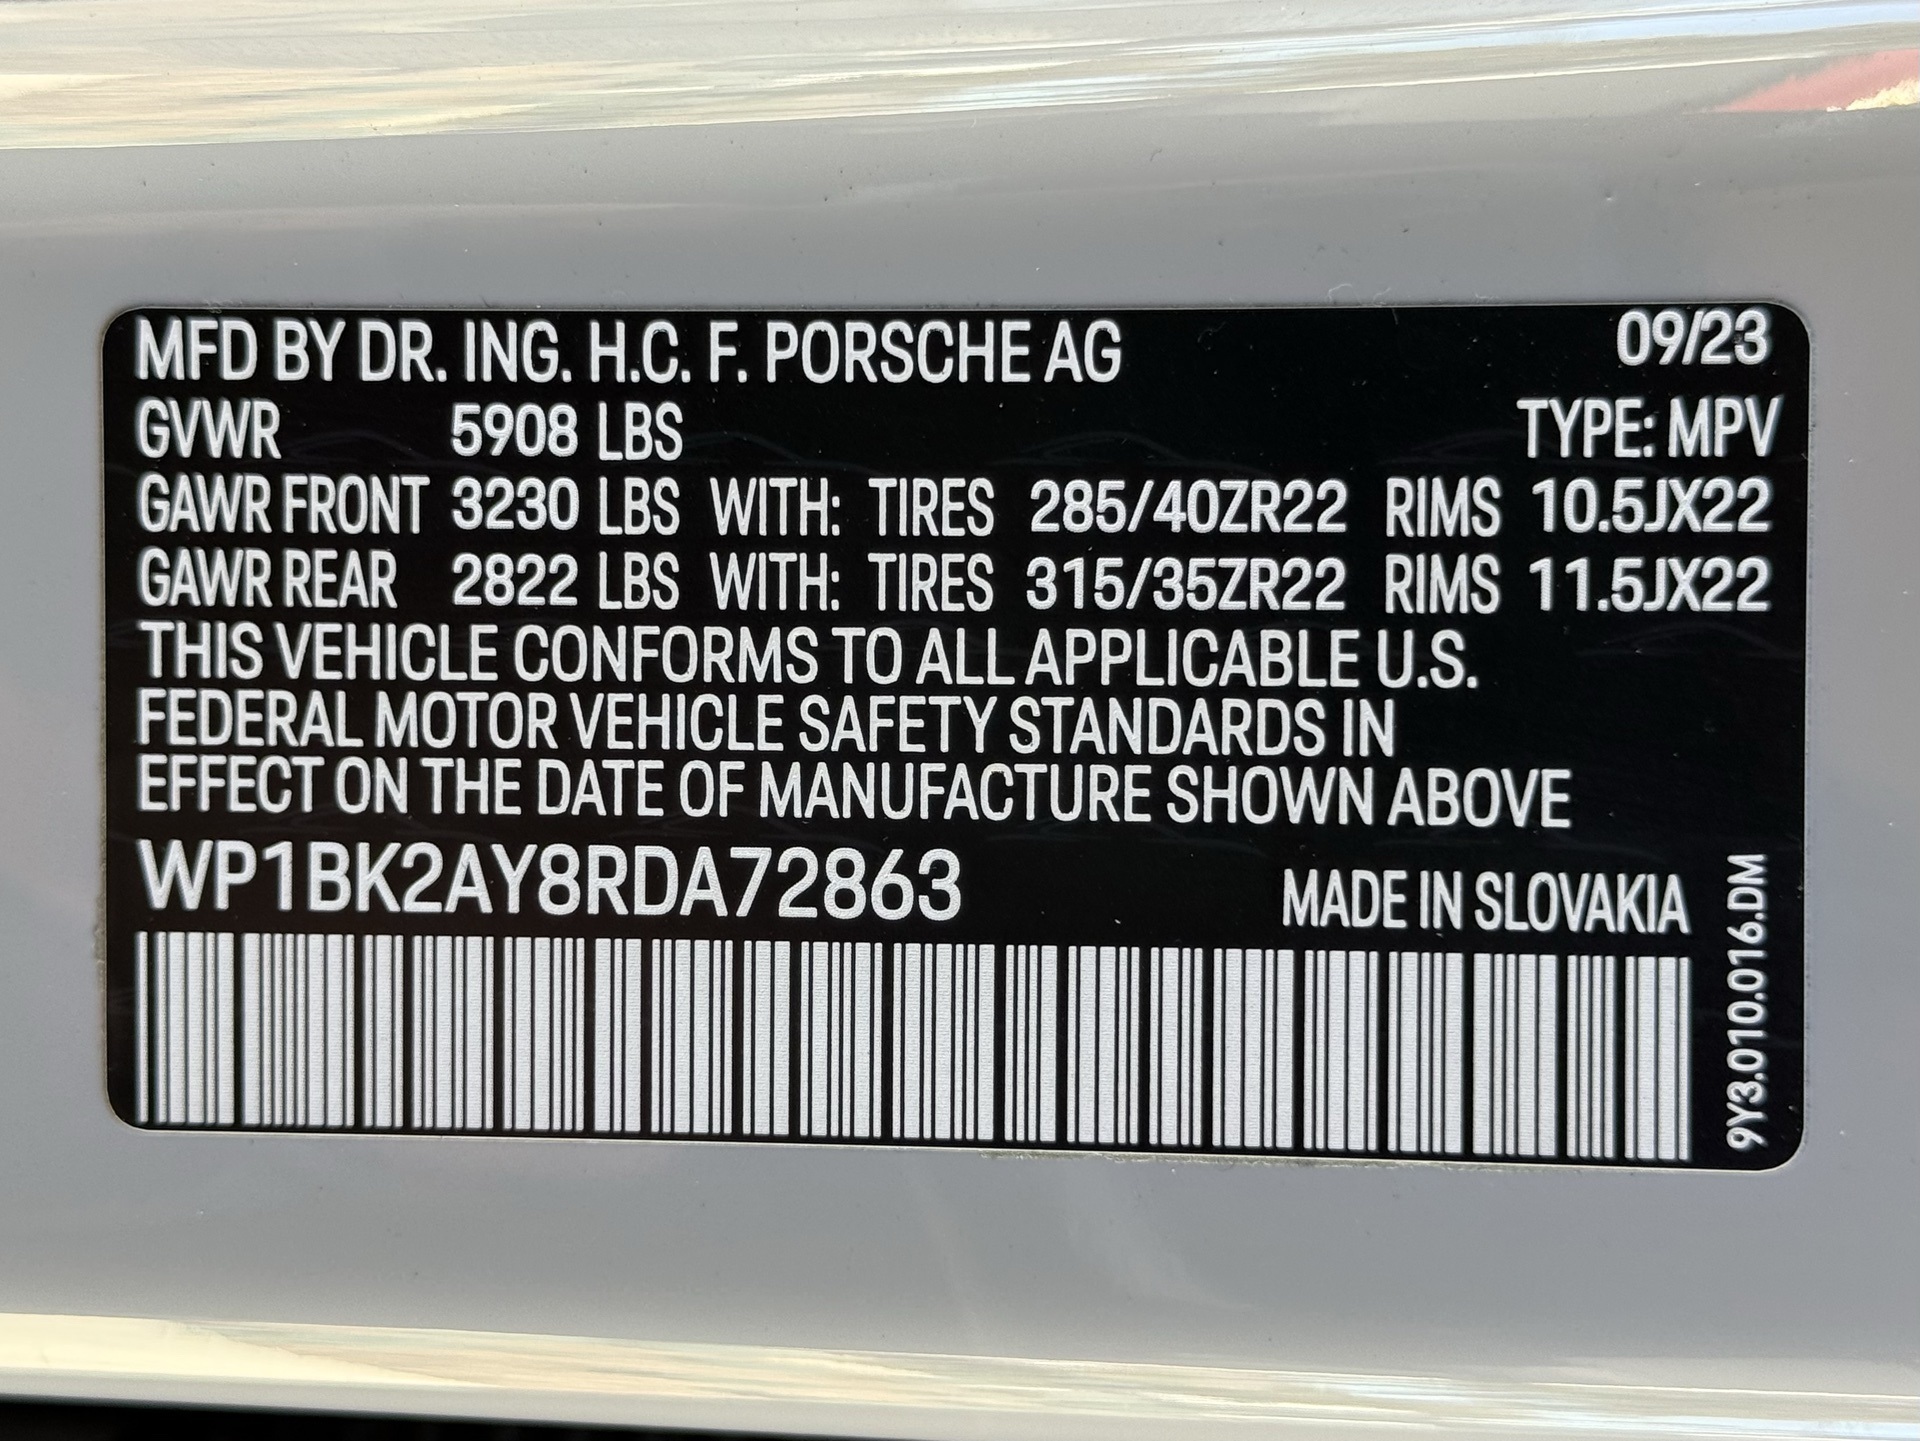 MFD BY DR. ING. H.C. F. PORSCHE AG 09/23
GVWR 5908 LBS TYPE: MPV
GAWR FRONT 3230 LBS WITH: TIRES 285/40ZR22 RIMS 10.5JX22
GAWR REAR 2822 LBS WITH: TIRES 315/35ZR22 RIMS 11.5JX22
THIS VEHICLE CONFORMS TO ALL APPLICABLE U.S.
FEDERAL MOTOR VEHICLE SAFETY STANDARDS IN
EFFECT ON THE DATE OF MANUFACTURE SHOWN ABOVE
WP1BK2AY8RDA72863 MADE IN SLOVAKIA
9Y3.010.016.DM